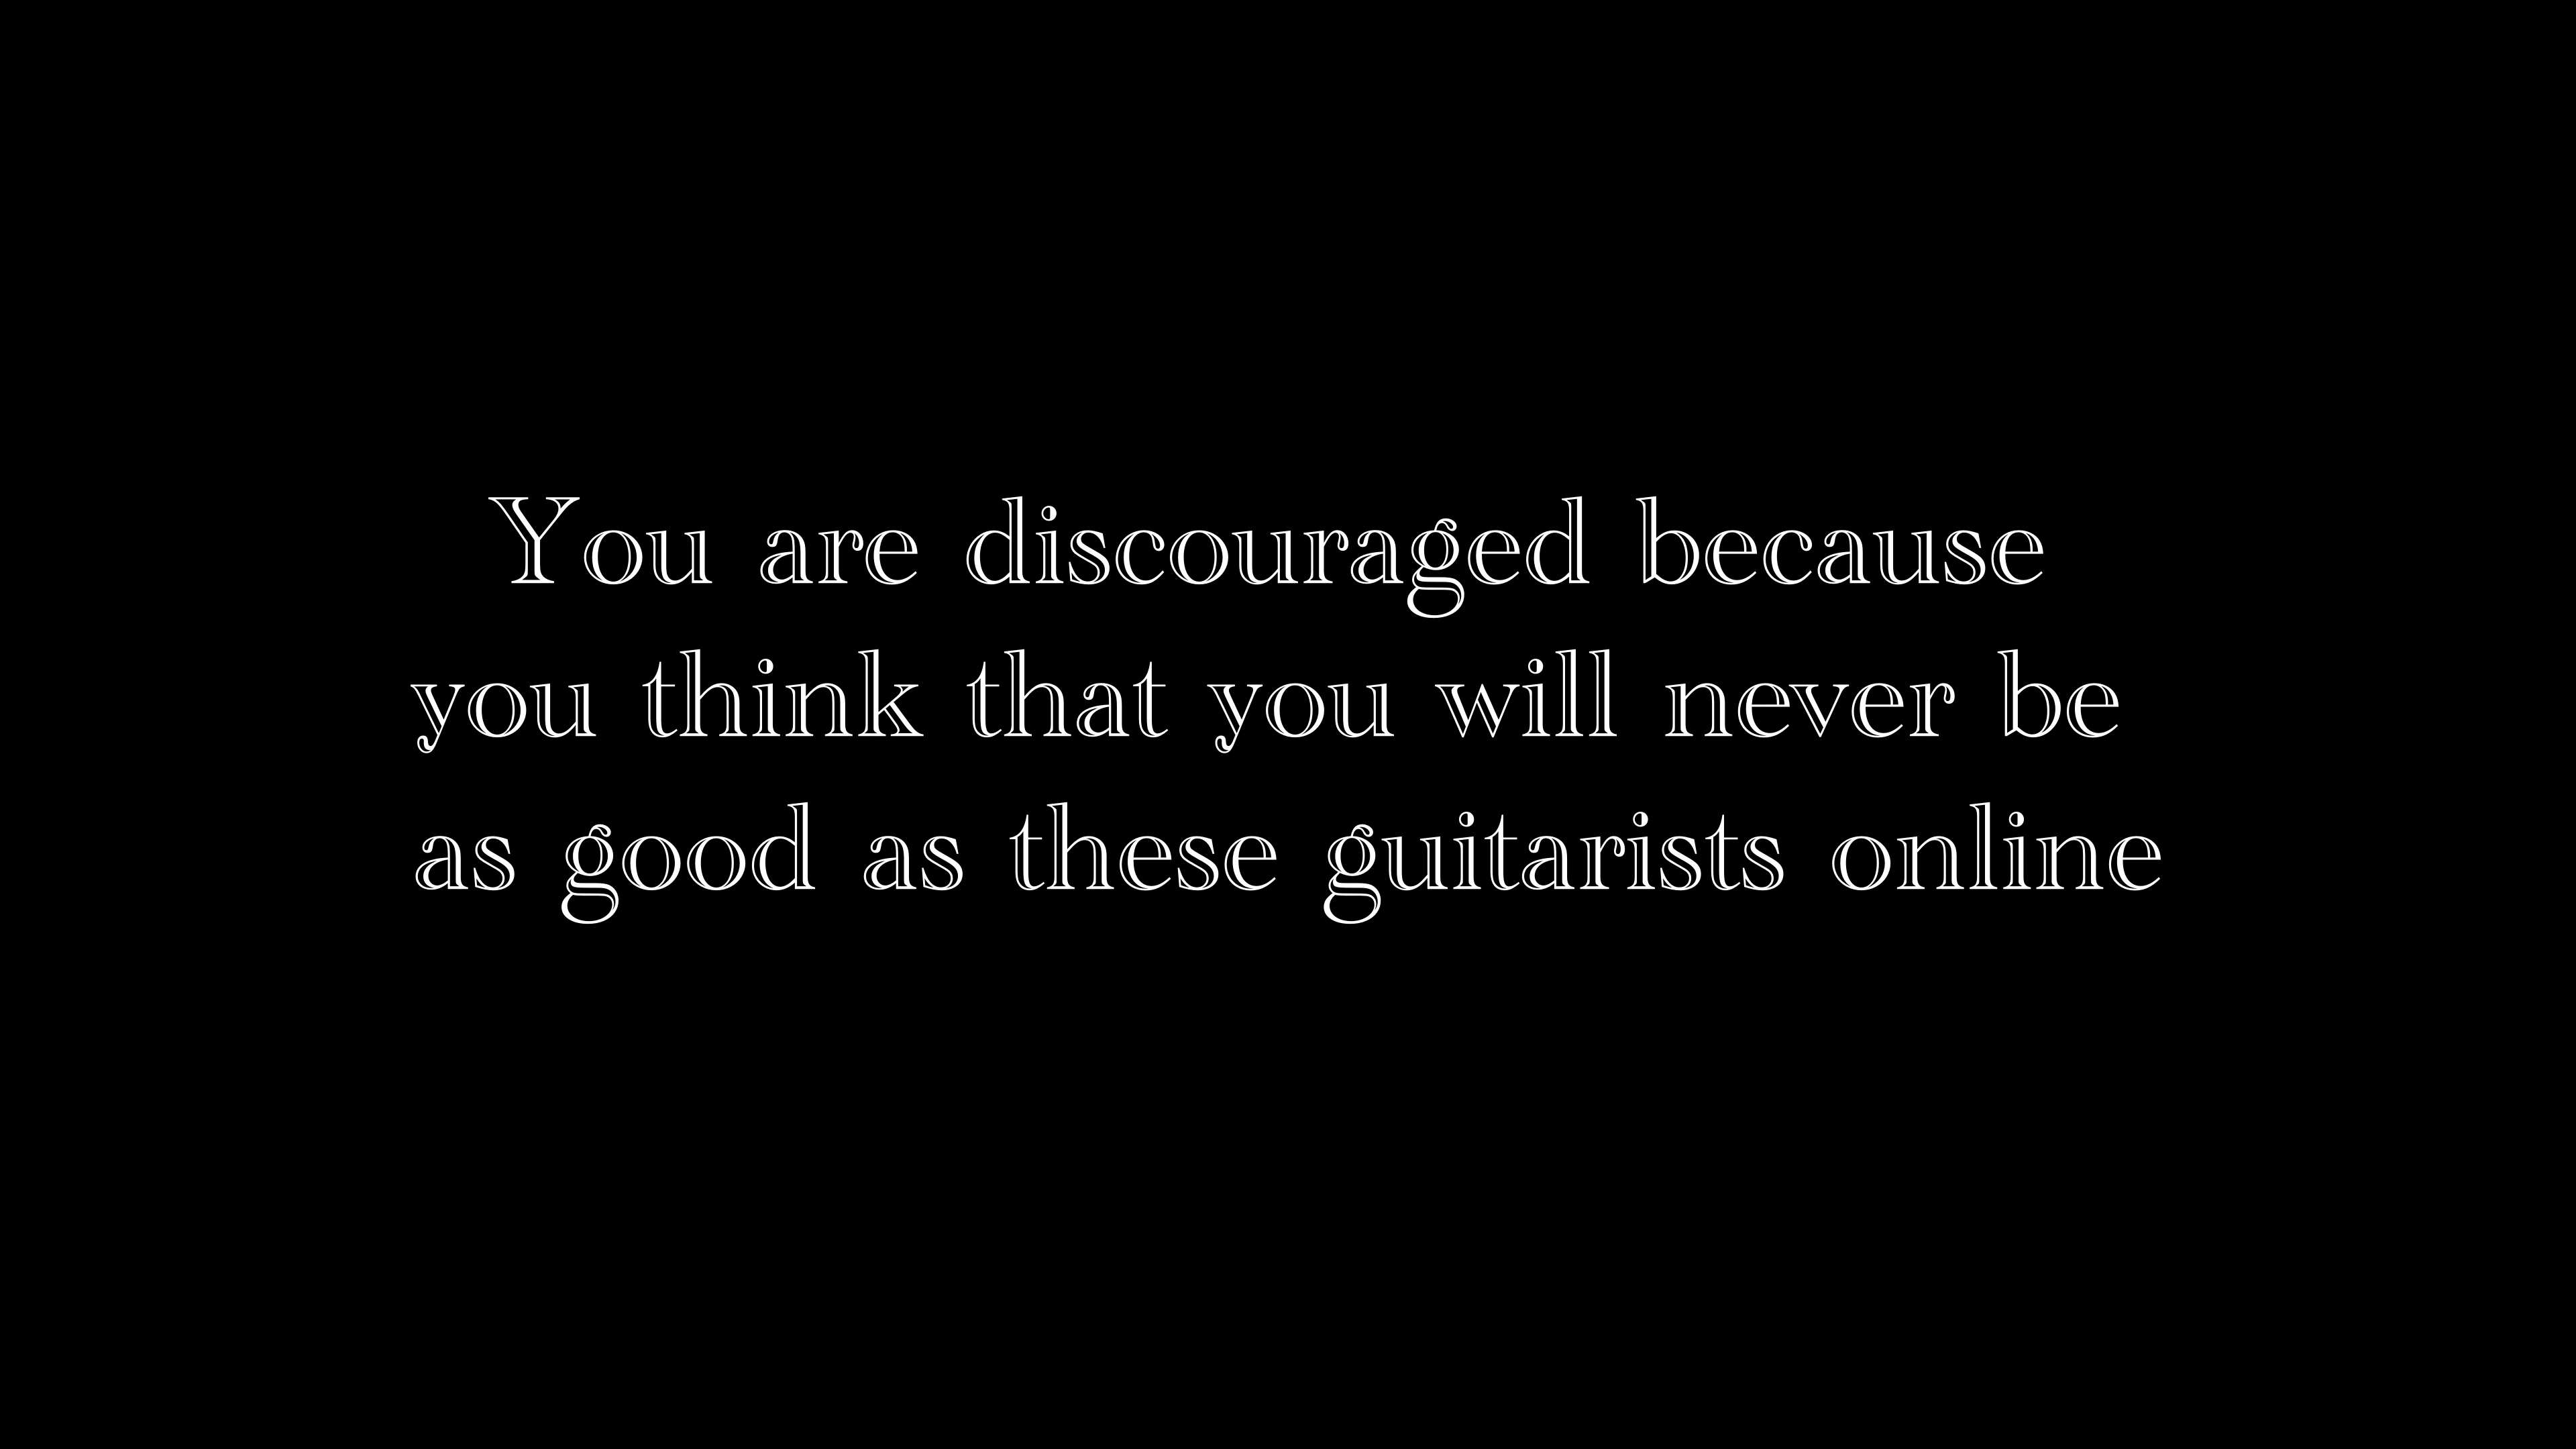 You are discouraged because
you think that you will never be
as good as these guitarists online